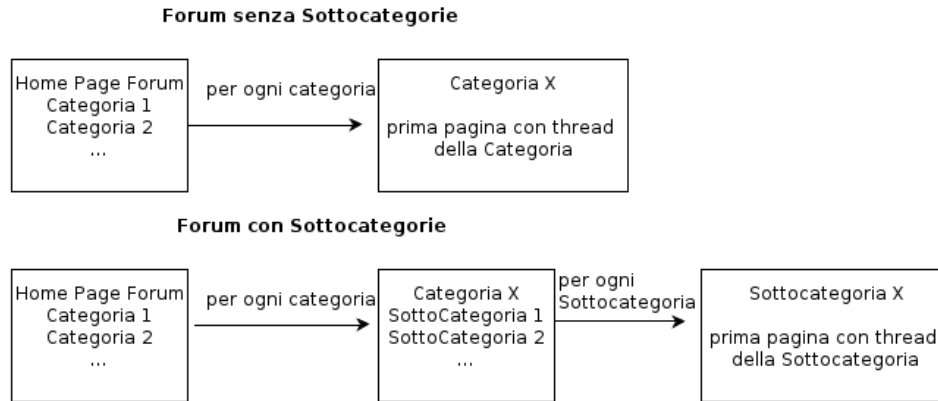 Forum senza Sottocategorie
Home Page Forum
Categoria 1
Categoria 2
...
per ogni categoria
Categoria X
prima pagina con thread
della Categoria
Forum con Sottocategorie
Home Page Forum
Categoria 1
Categoria 2
...
per ogni categoria
Categoria X
SottoCategoria 1
SottoCategoria 2
...
per ogni
Sottocategoria
Sottocategoria X
prima pagina con thread
della Sottocategoria